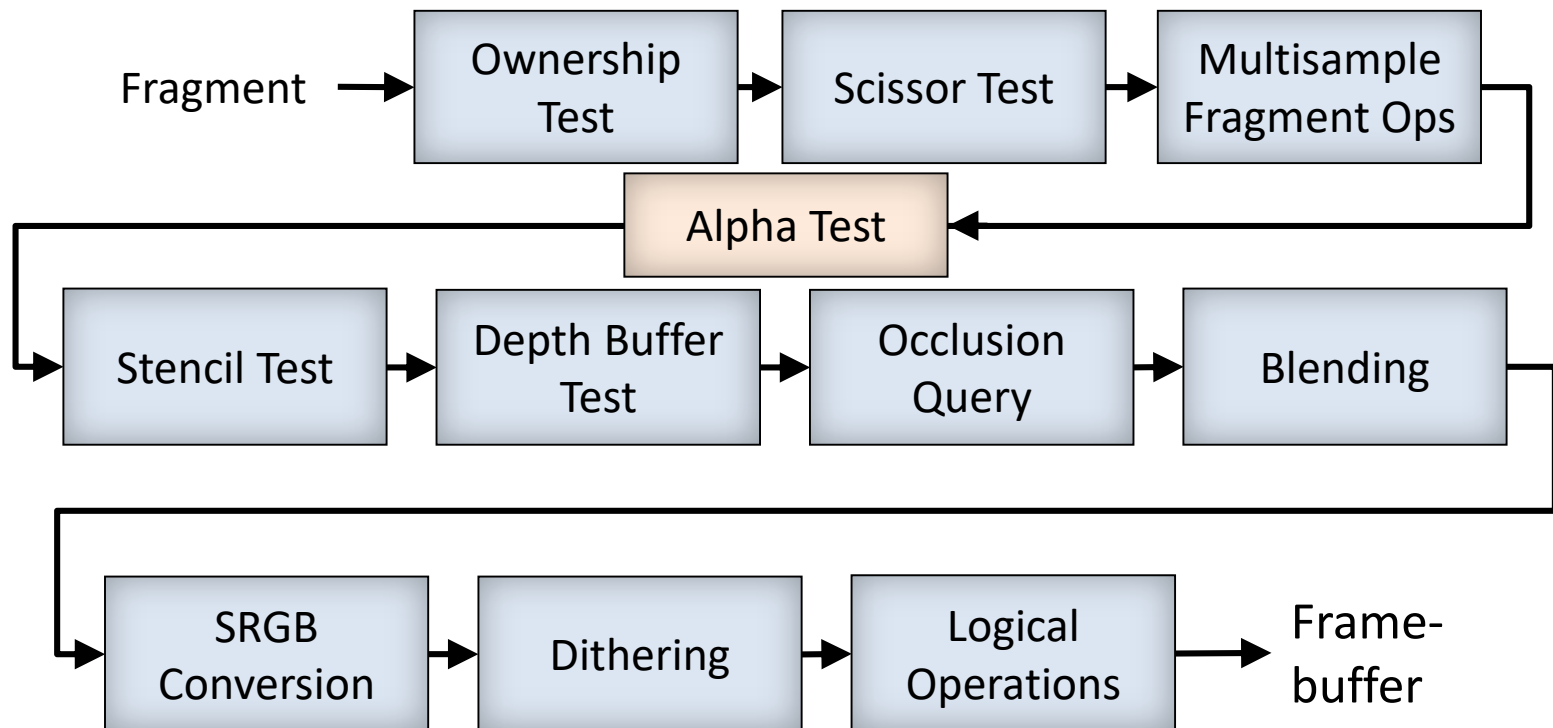 Fragment
Ownership
Test
Scissor Test
Multisample
Fragment Ops
Alpha Test
Stencil Test
Depth Buffer
Test
Occlusion
Query
Blending
SRGB
Conversion
Dithering
Logical
Operations
Frame-
buffer